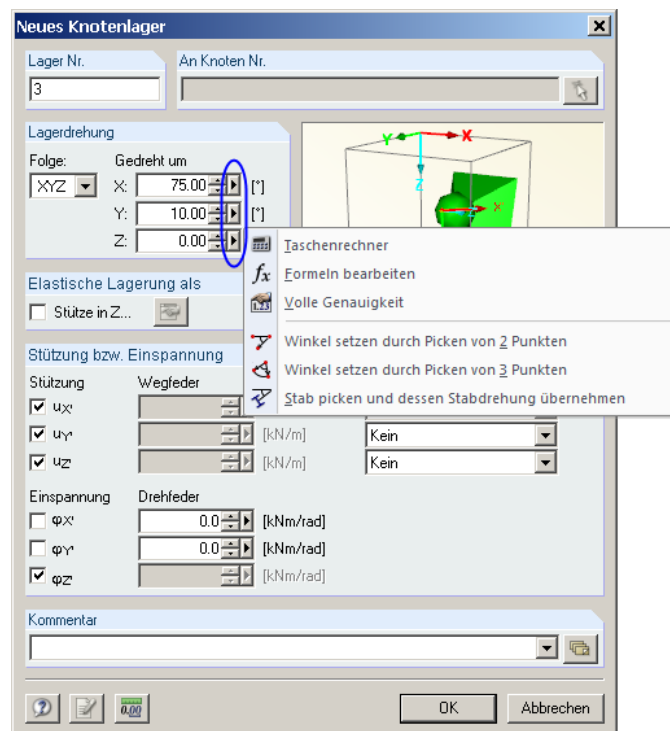 Neues Knotenlager
Lager Nr.
An Knoten Nr.
3
Lagerdrehung
Folge: Gedreht um
XYZ X: 75.00 [°]
Y: 10.00 [°]
Z: 0.00
Y X
Z
X'
Taschenrechner
fx Formeln bearbeiten
1.23 Volle Genauigkeit
Winkel setzen durch Picken von 2 Punkten
Winkel setzen durch Picken von 3 Punkten
Stab picken und dessen Stabdrehung übernehmen
Elastische Lagerung als
Stütze in Z...
Stützung bzw. Einspannung
Stützung Wegfeder
uX'
uY' [kN/m] Kein
uZ' [kN/m] Kein
Einspannung Drehfeder
φX' 0.0 [kNm/rad]
φY' 0.0 [kNm/rad]
φZ' [kNm/rad]
Kommentar
0.00
OK Abbrechen